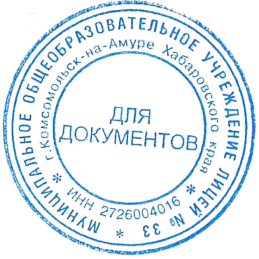 МУНИЦИПАЛЬНОЕ ОБЩЕОБРАЗОВАТЕЛЬНОЕ УЧРЕЖДЕНИЕ ЛИЦЕЙ № 33 *
г.Комсомольск-на-Амуре Хабаровского края
* ИНН 2726004016 *
ДЛЯ
ДОКУМЕНТОВ